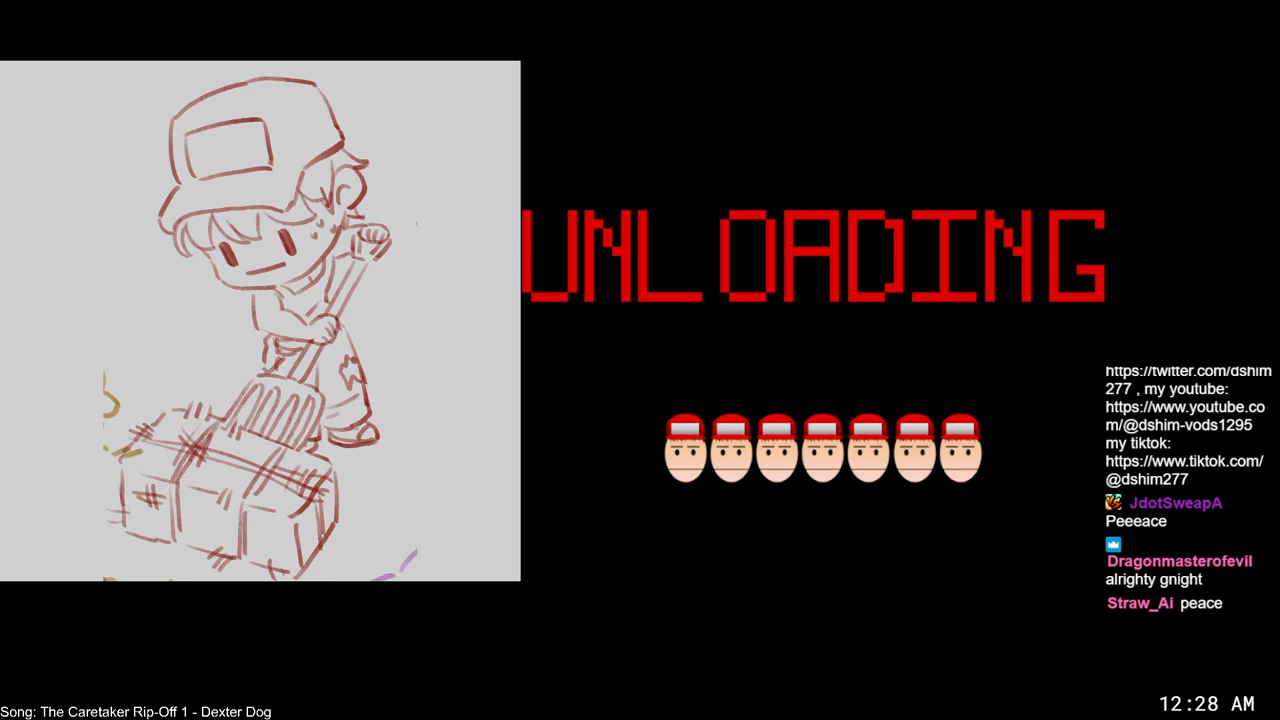 UNLOADING
https://twitter.com/dshim
277 , my youtube:
https://www.youtube.co
m/@dshim-vods1295
my tiktok:
https://www.tiktok.com/
@dshim277
JdotSweapA
Peeeace
Dragonmasterofevil
alrighty gnight
Straw_Ai peace
Song: The Caretaker Rip-Off 1 - Dexter Dog
12:28 AM